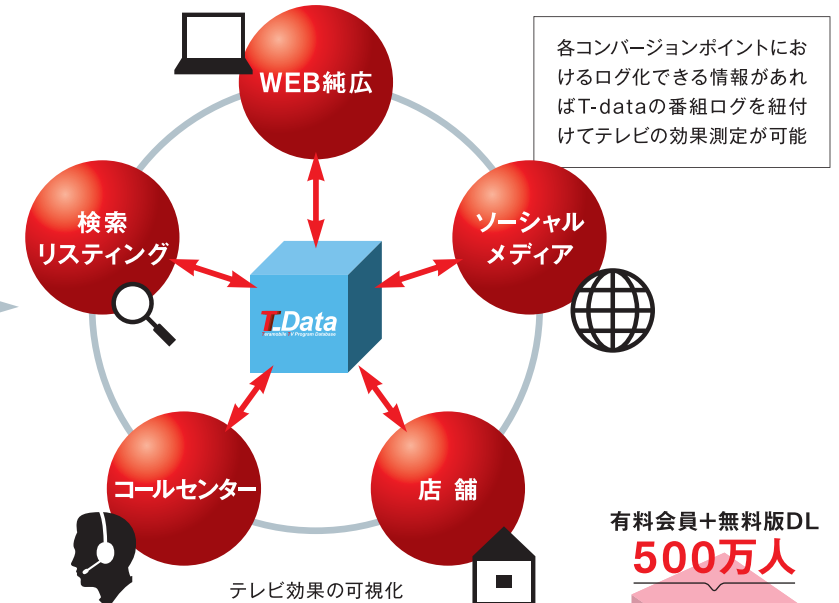 WEB純広
各コンバージョンポイントにお
けるログ化できる情報があれ
ばT-dataの番組ログを紐付
けてテレビの効果測定が可能
検索
リスティング
ソーシャル
メディア
T-Data
コールセンター
店舗
テレビ効果の可視化
有料会員＋無料版DL
500万人